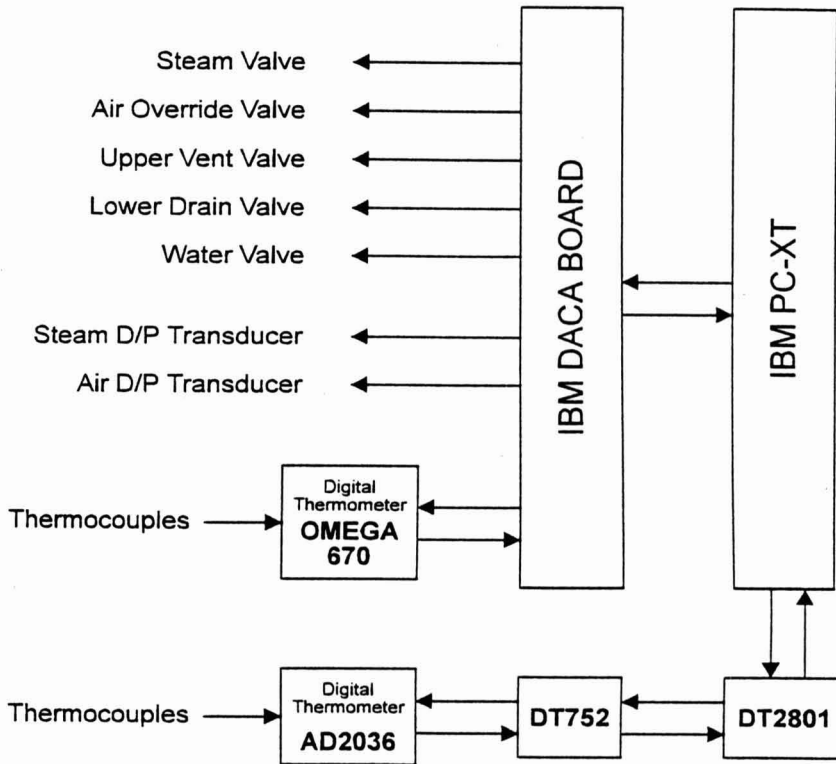 Steam Valve
Air Override Valve
Upper Vent Valve
Lower Drain Valve
Water Valve
Steam D/P Transducer
Air D/P Transducer
IBM DACA BOARD
IBM PC-XT
Thermocouples
Digital
Thermometer
OMEGA
670
Thermocouples
Digital
Thermometer
AD2036
DT752
DT2801